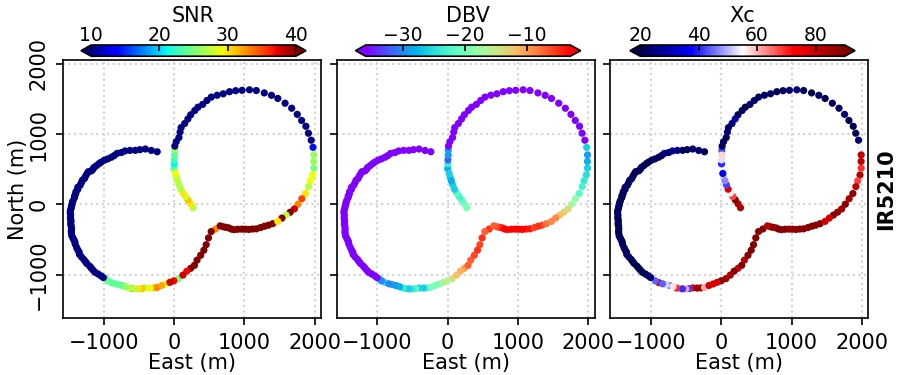 SNR DBV Xc
10 20 30 40 −30 −20 −10 20 40 60 80
2000
1000
0
−1000
North (m)
IR5210
−1000 0 1000 2000 −1000 0 1000 2000 −1000 0 1000 2000
East (m) East (m) East (m)